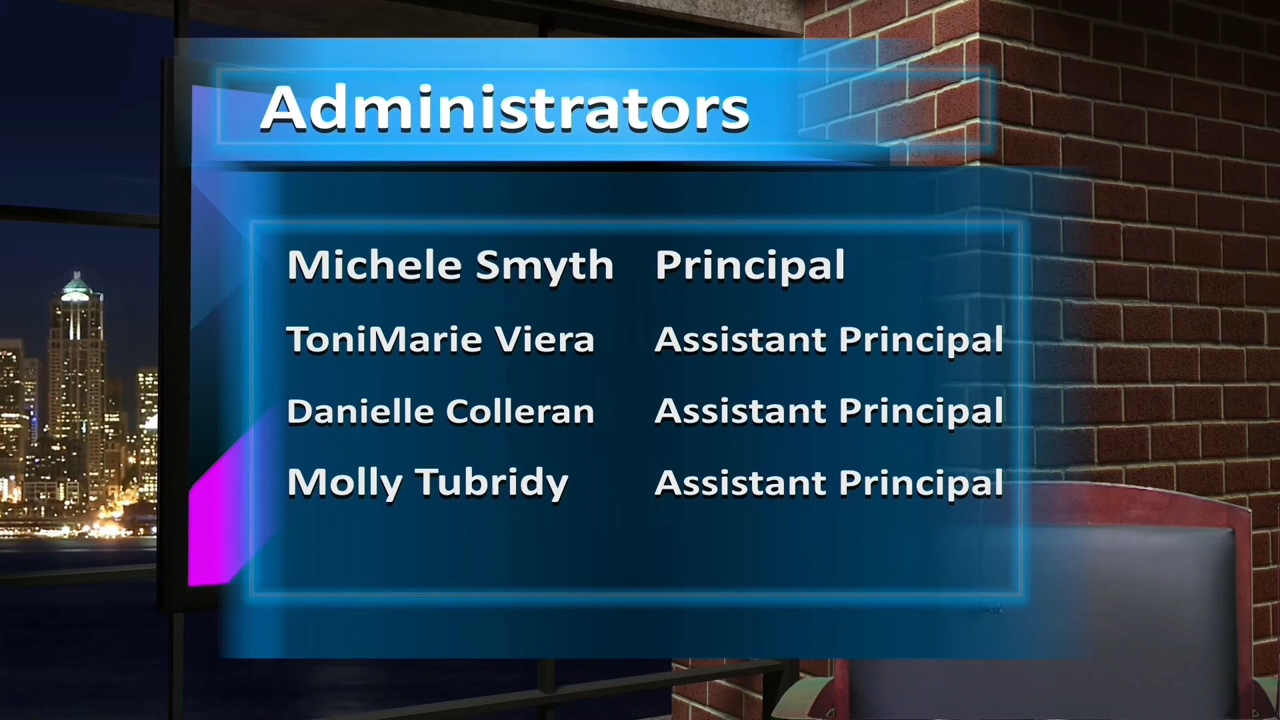 Administrators
Michele Smyth Principal
ToniMarie Viera Assistant Principal
Danielle Colleran Assistant Principal
Molly Tubridy Assistant Principal